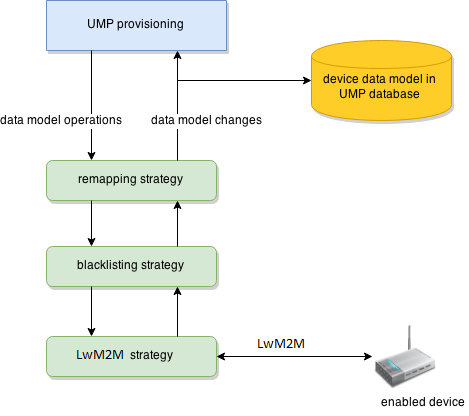 UMP provisioning
device data model in
UMP database
data model operations
data model changes
remapping strategy
blacklisting strategy
LwM2M strategy
LwM2M
enabled device